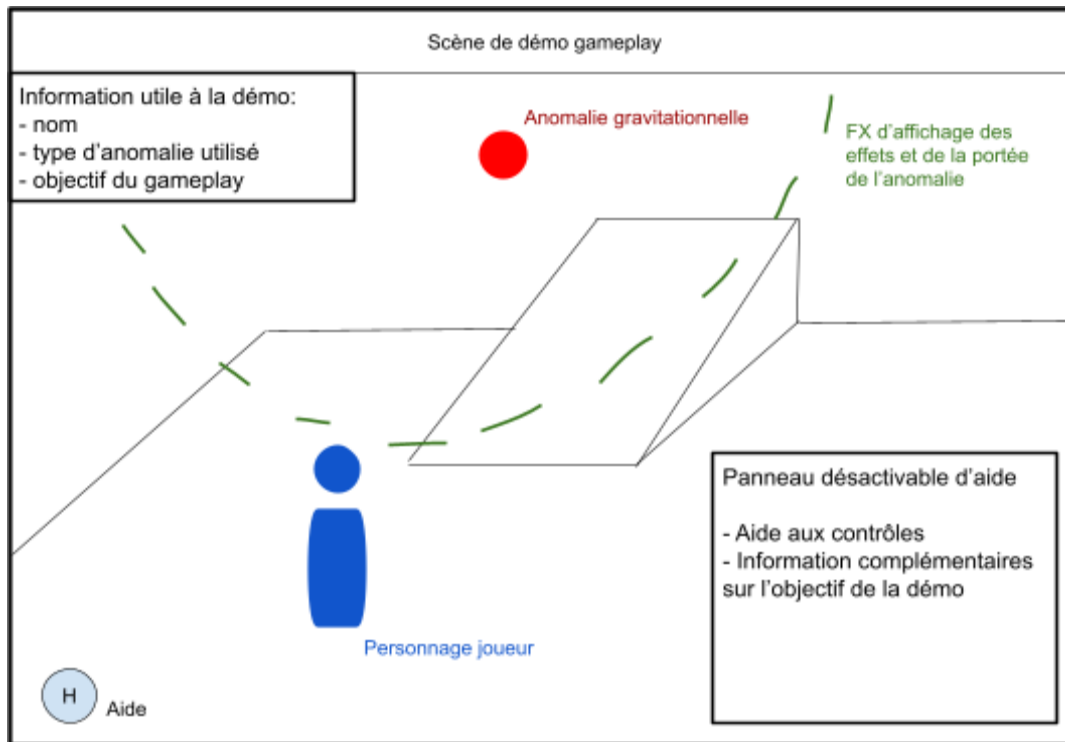 Scène de démo gameplay
Information utile à la démo:
- nom
- type d'anomalie utilisé
- objectif du gameplay
Anomalie gravitationnelle
FX d'affichage des
effets et de la portée
de l'anomalie
Panneau désactivable d'aide
- Aide aux contrôles
- Information complémentaires
sur l'objectif de la démo
Personnage joueur
H
Aide